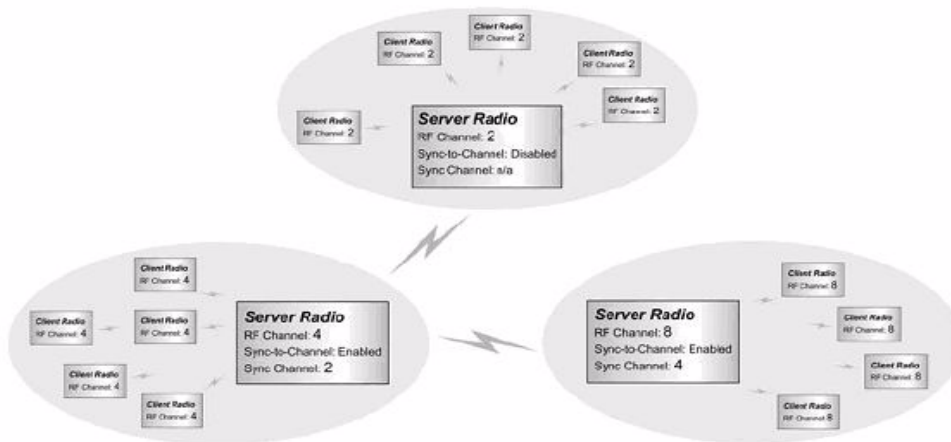 Client Radio
RF Channel: 2
Client Radio
RF Channel: 2
Client Radio
RF Channel: 2
Client Radio
RF Channel: 2
Client Radio
RF Channel: 2
Server Radio
RF Channel: 2
Sync-to-Channel: Disabled
Sync Channel: n/a
Client Radio
RF Channel: 4
Client Radio
RF Channel: 4
Client Radio
RF Channel: 4
Client Radio
RF Channel: 4
Client Radio
RF Channel: 4
Server Radio
RF Channel: 4
Sync-to-Channel: Enabled
Sync Channel: 2
Server Radio
RF Channel: 8
Sync-to-Channel: Enabled
Sync Channel: 4
Client Radio
RF Channel: 8
Client Radio
RF Channel: 8
Client Radio
RF Channel: 8
Client Radio
RF Channel: 8